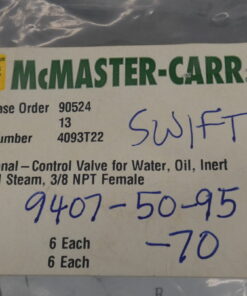 McMASTER-CARR
ase Order 90524
13
umber 4093T22
SWIFT
nal–Control Valve for Water, Oil, Inert
Steam, 3/8 NPT Female
9407-50-95
6 Each -70
6 Each